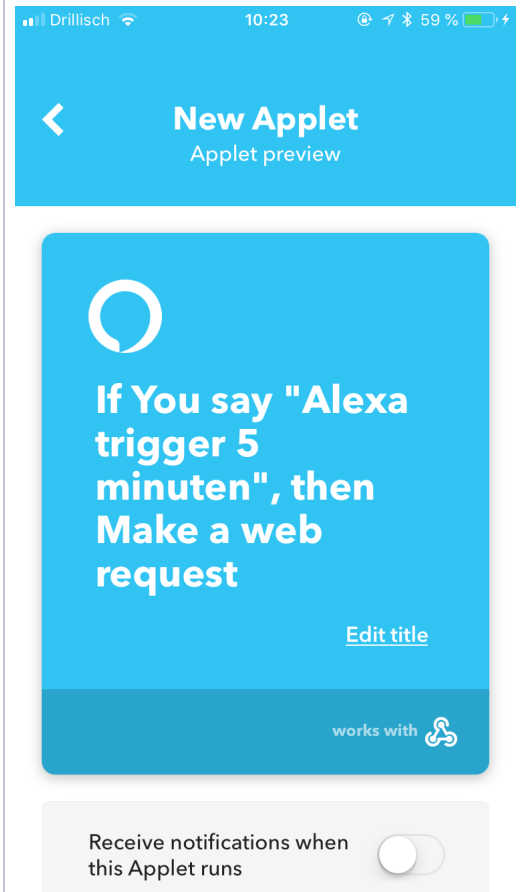 Drillisch 10:23 59 %
New Applet
Applet preview
If You say "Alexa
trigger 5
minuten", then
Make a web
request
Edit title
works with
Receive notifications when
this Applet runs